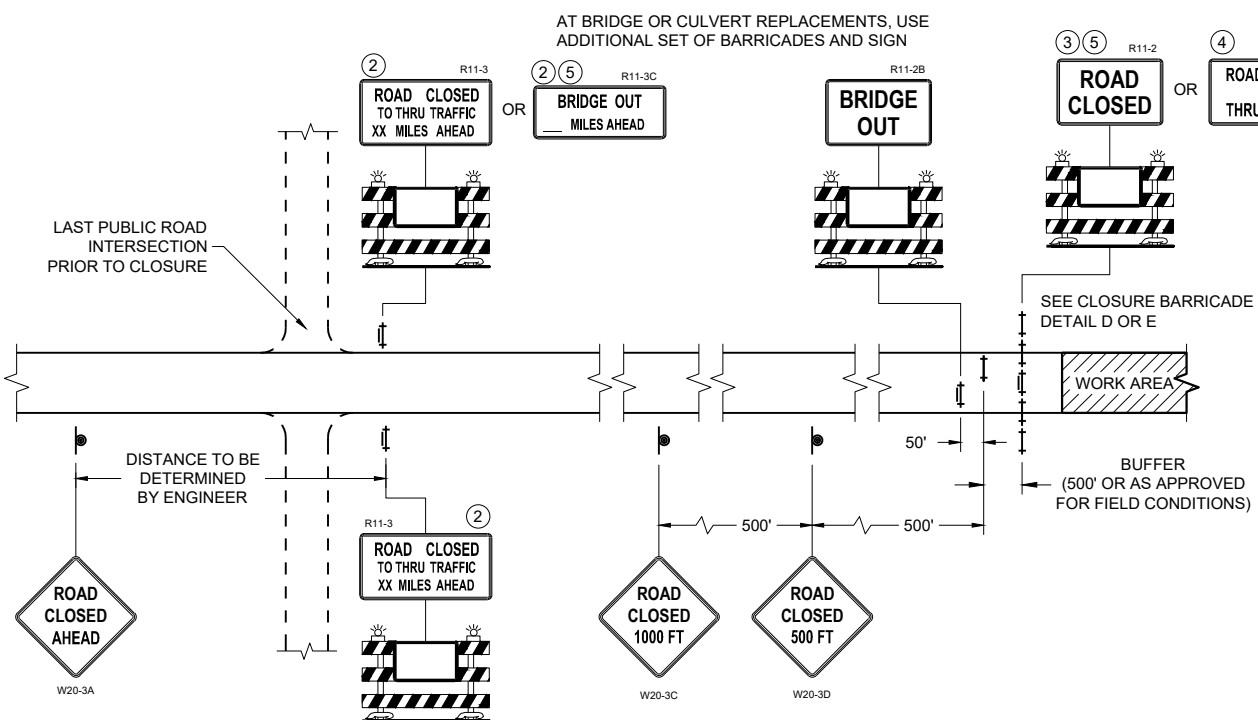 AT BRIDGE OR CULVERT REPLACEMENTS, USE
ADDITIONAL SET OF BARRICADES AND SIGN
2
R11-3
ROAD CLOSED
TO THRU TRAFFIC
XX MILES AHEAD
OR
2 5
R11-3C
BRIDGE OUT
___ MILES AHEAD
R11-2B
BRIDGE
OUT
3 5
R11-2
ROAD
CLOSED
OR
4
ROAD
THRU
LAST PUBLIC ROAD
INTERSECTION
PRIOR TO CLOSURE
SEE CLOSURE BARRICADE
DETAIL D OR E
WORK AREA
50'
DISTANCE TO BE
DETERMINED
BY ENGINEER
BUFFER
(500' OR AS APPROVED
FOR FIELD CONDITIONS)
500'
500'
R11-3
2
ROAD CLOSED
TO THRU TRAFFIC
XX MILES AHEAD
ROAD
CLOSED
AHEAD
W20-3A
ROAD
CLOSED
1000 FT
W20-3C
ROAD
CLOSED
500 FT
W20-3D